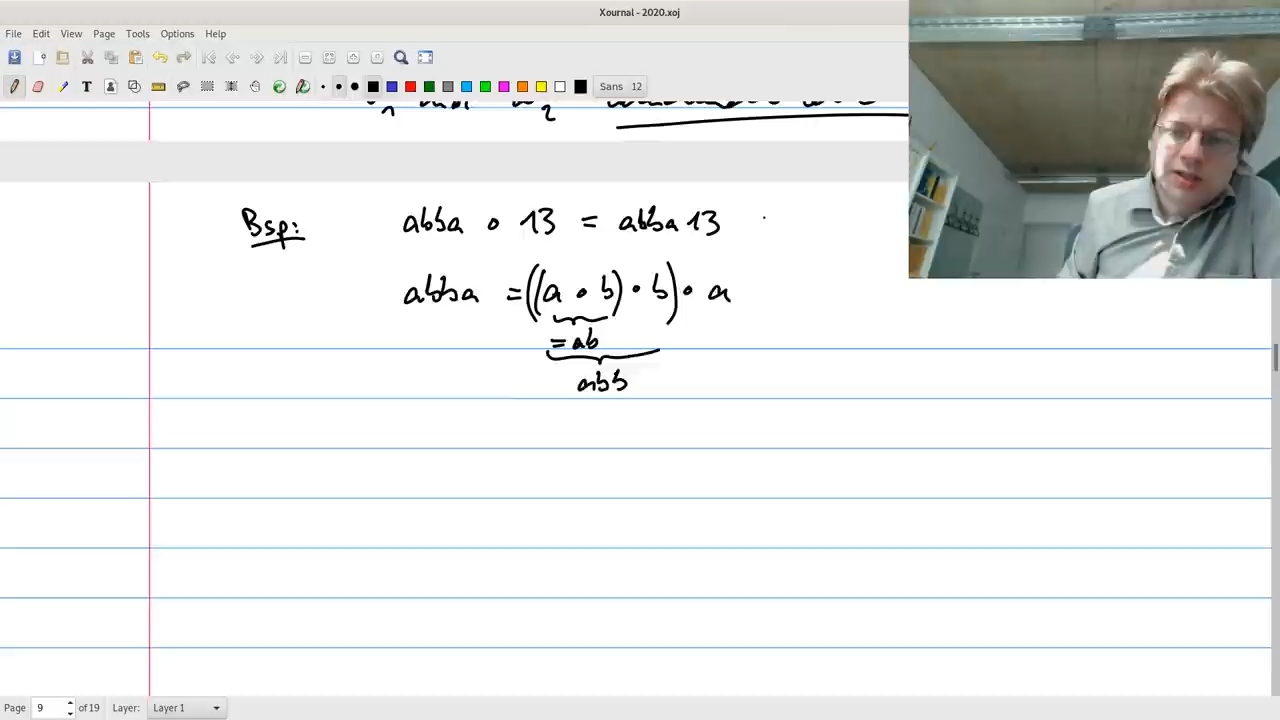 Xournal - 2020.xoj
File Edit View Page Tools Options Help
T Sans 12
Bsp: abba ∘ 13 = abba13
abba = ((a ∘ b) ∘ b) ∘ a
= ab
abb
Page 9 of 19 Layer: Layer 1